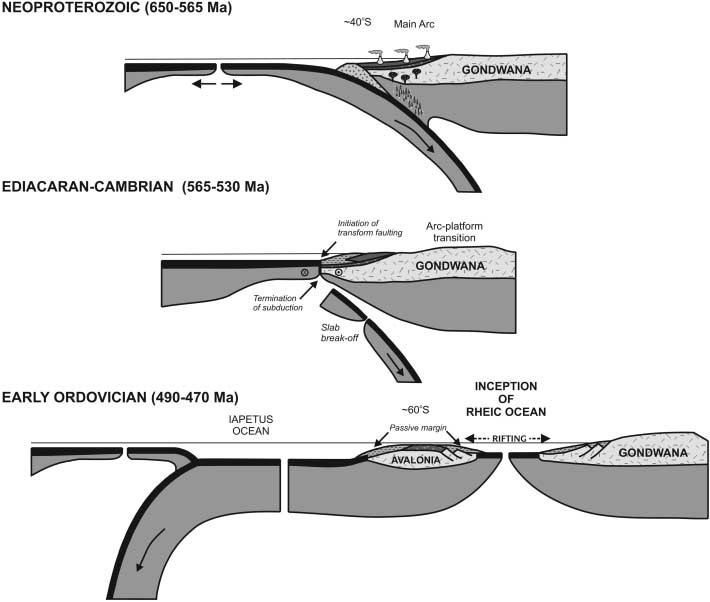 NEOPROTEROZOIC (650-565 Ma)
~40°S
Main Arc
GONDWANA
EDIACARAN-CAMBRIAN (565-530 Ma)
Initiation of
transform faulting
Arc-platform
transition
GONDWANA
Termination
of subduction
Slab
break-off
EARLY ORDOVICIAN (490-470 Ma)
INCEPTION
OF
RHEIC OCEAN
IAPETUS
OCEAN
~60°S
Passive margin
RIFTING
AVALONIA
GONDWANA